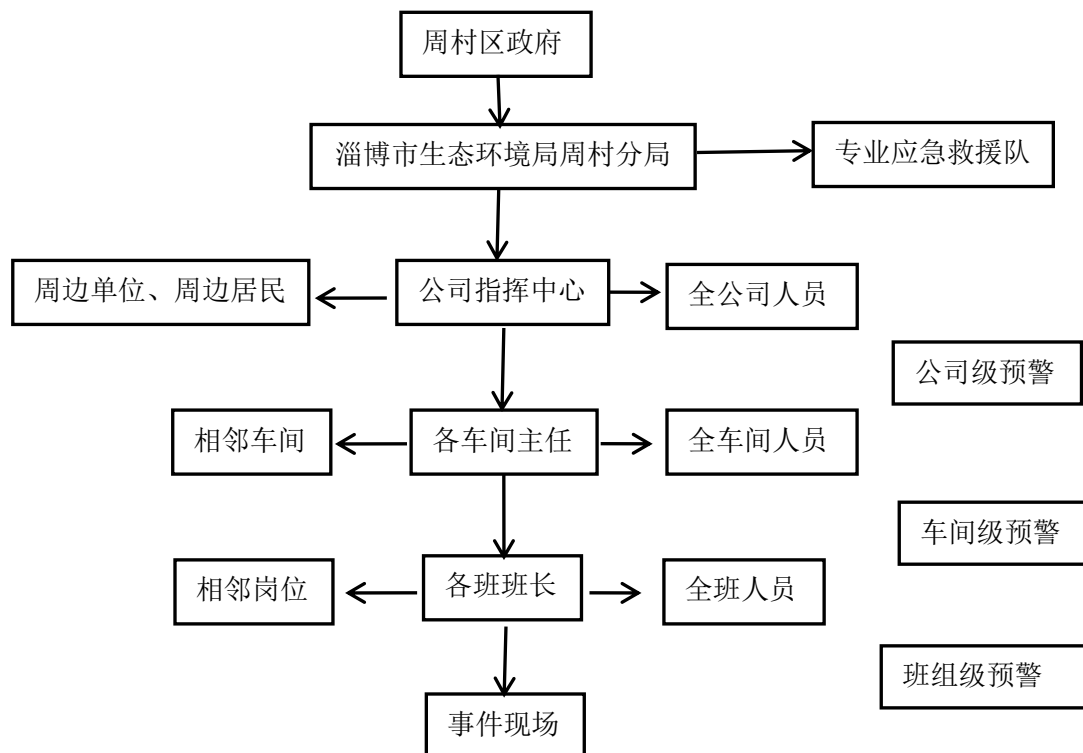 周村区政府
淄博市生态环境局周村分局
专业应急救援队
周边单位、周边居民
公司指挥中心
全公司人员
公司级预警
相邻车间
各车间主任
全车间人员
车间级预警
相邻岗位
各班班长
全班人员
班组级预警
事件现场